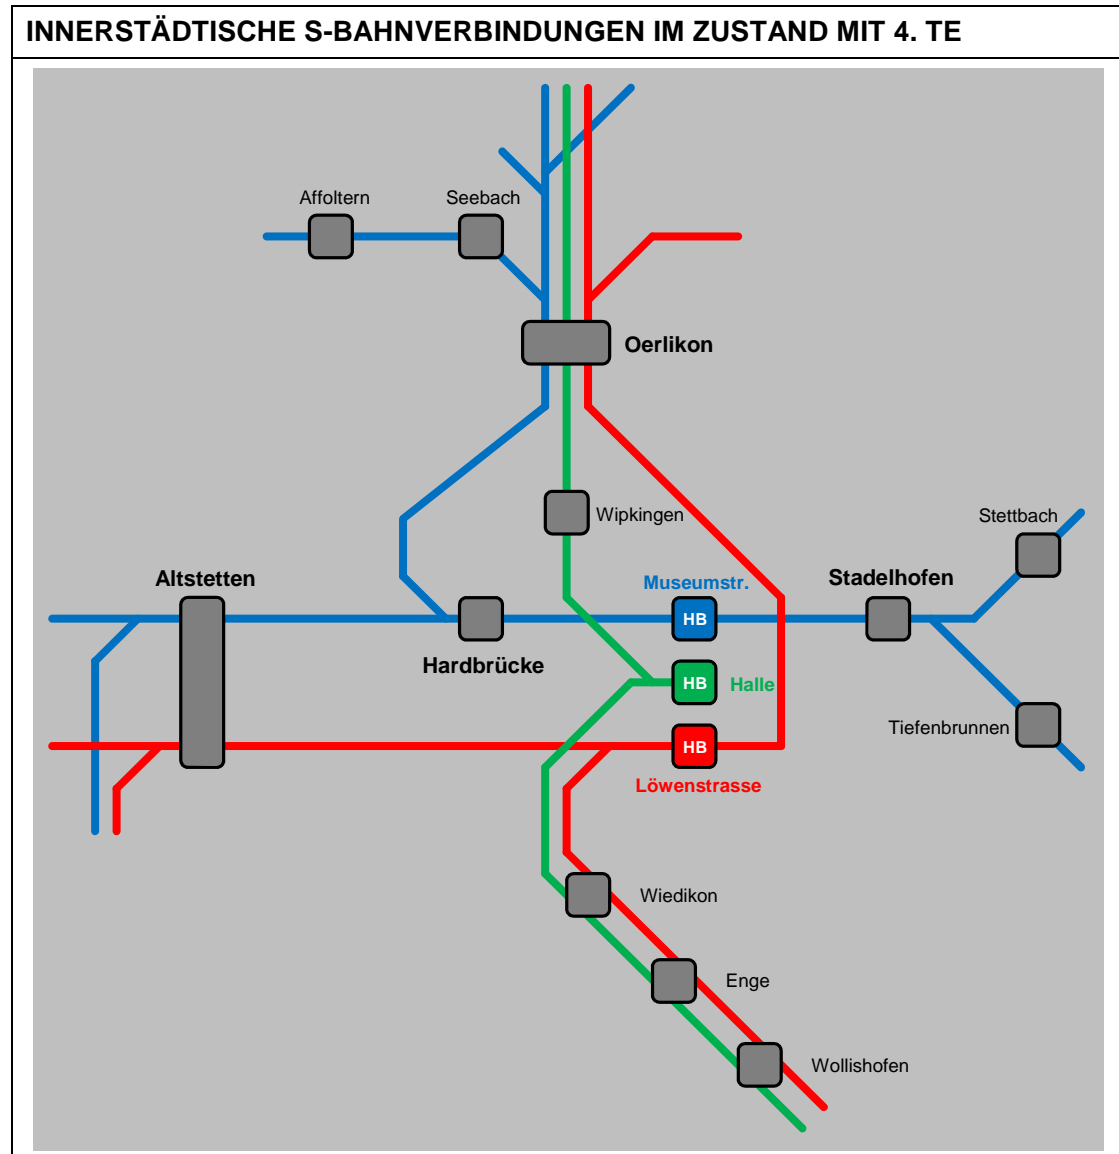 INNERSTÄDTISCHE S-BAHNVERBINDUNGEN IM ZUSTAND MIT 4. TE
Affoltern
Seebach
Oerlikon
Wipkingen
Stettbach
Altstetten
Museumstr.
Stadelhofen
HB
Hardbrücke
HB
Halle
Tiefenbrunnen
HB
Löwenstrasse
Wiedikon
Enge
Wollishofen